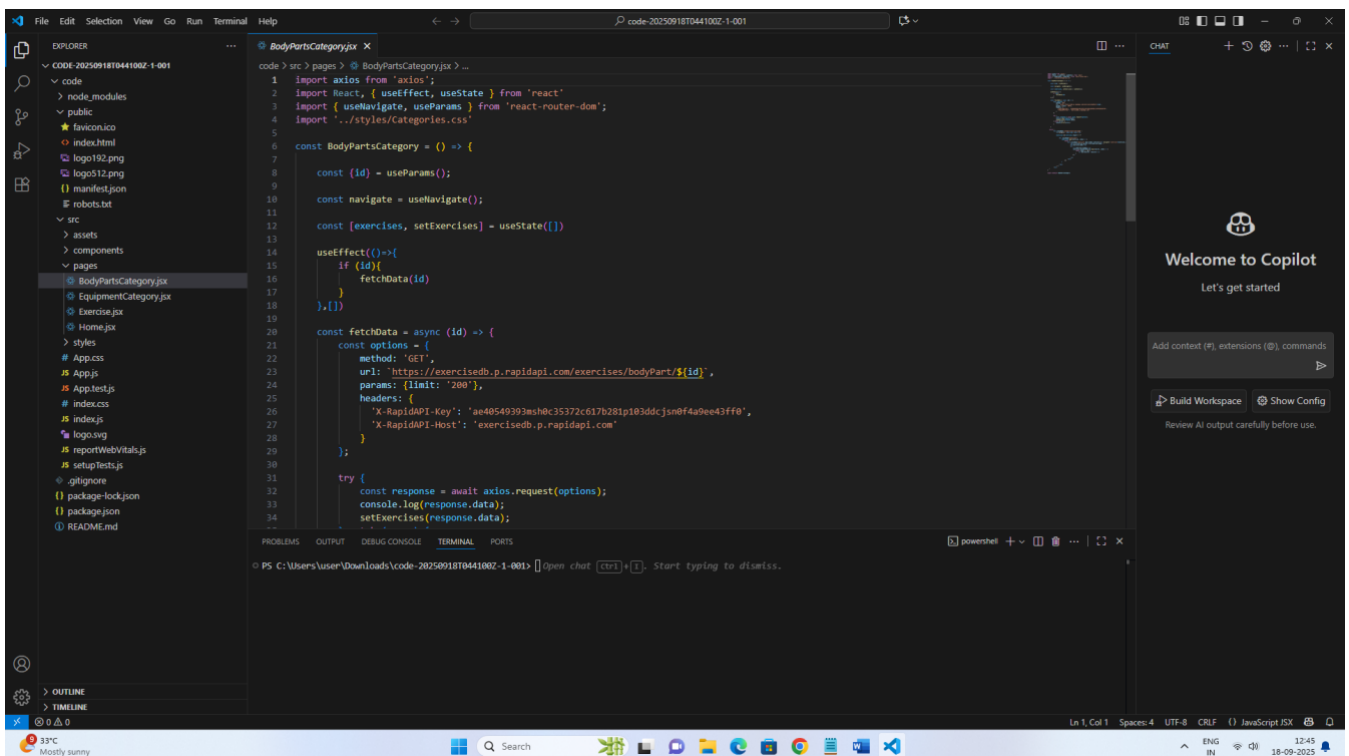 File Edit Selection View Go Run Terminal Help
code-20250918T044100Z-1-001
EXPLORER
CODE-20250918T044100Z-1-001
code
node_modules
public
favicon.ico
index.html
logo192.png
logo512.png
manifest.json
robots.txt
src
assets
components
pages
BodyPartsCategory.jsx
EquipmentCategory.jsx
Exercise.jsx
Home.jsx
styles
App.css
App.js
App.test.js
index.css
index.js
logo.svg
reportWebVitals.js
setupTests.js
.gitignore
package-lock.json
package.json
README.md
OUTLINE
TIMELINE
BodyPartsCategory.jsx
code > src > pages > BodyPartsCategory.jsx > ...
1 import axios from 'axios';
2 import React, { useEffect, useState } from 'react'
3 import { useNavigate, useParams } from 'react-router-dom';
4 import '../styles/Categories.css'
5
6 const BodyPartsCategory = () => {
7
8 const {id} = useParams();
9
10 const navigate = useNavigate();
11
12 const [exercises, setExercises] = useState([])
13
14 useEffect(()=>{
15 if (id){
16 fetchData(id)
17 }
18 },[])
19
20 const fetchData = async (id) => {
21 const options = {
22 method: 'GET',
23 url: `https://exercisedb.p.rapidapi.com/exercises/bodyPart/${id}`,
24 params: {limit: '200'},
25 headers: {
26 'X-RapidAPI-Key': 'ae40549393msh0c35372c617b281p103ddcjsn0f4a9ee43ff0',
27 'X-RapidAPI-Host': 'exercisedb.p.rapidapi.com'
28 }
29 };
30
31 try {
32 const response = await axios.request(options);
33 console.log(response.data);
34 setExercises(response.data);
PROBLEMS OUTPUT DEBUG CONSOLE TERMINAL PORTS
powershell
PS C:\Users\user\Downloads\code-20250918T044100Z-1-001> Open chat Ctrl+I. Start typing to dismiss.
CHAT
Welcome to Copilot
Let's get started
Add context (#), extensions (@), commands
Build Workspace Show Config
Review AI output carefully before use.
0 0
Ln 1, Col 1 Spaces: 4 UTF-8 CRLF {} JavaScript JSX
9
33°C
Mostly sunny
Search
ENG
IN
12:45
18-09-2025